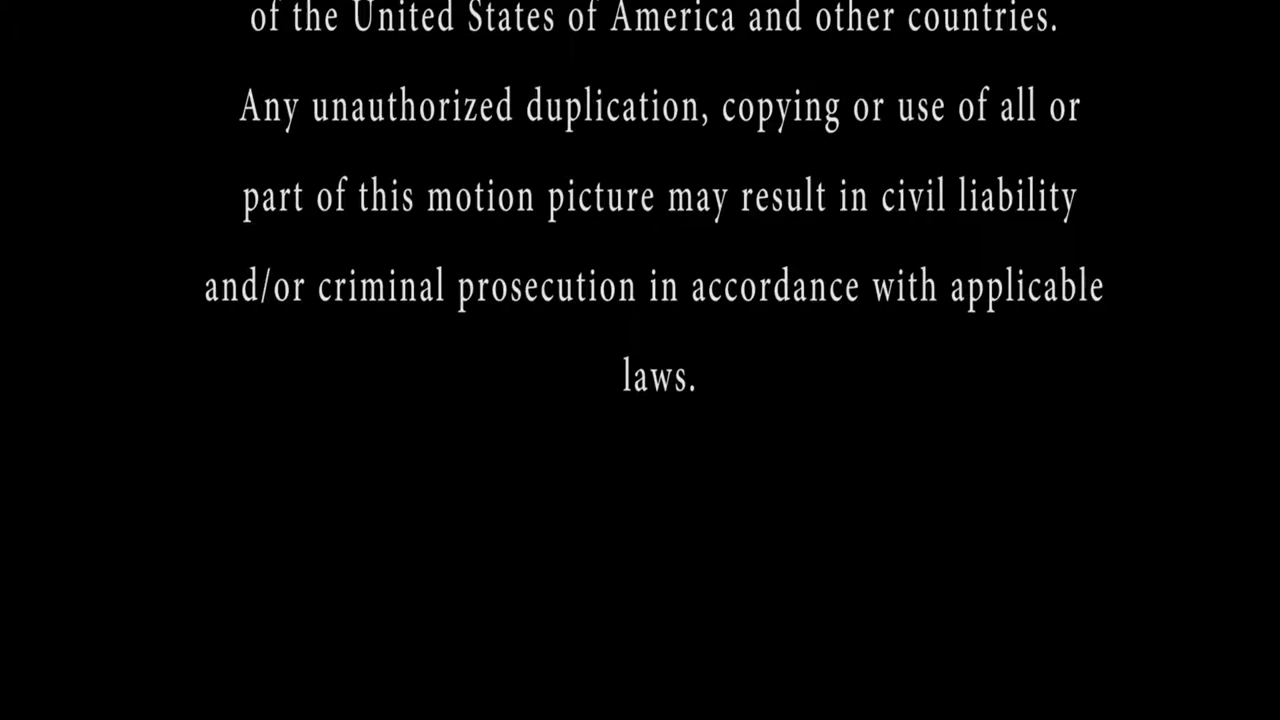 of the United States of America and other countries.
Any unauthorized duplication, copying or use of all or
part of this motion picture may result in civil liability
and/or criminal prosecution in accordance with applicable
laws.